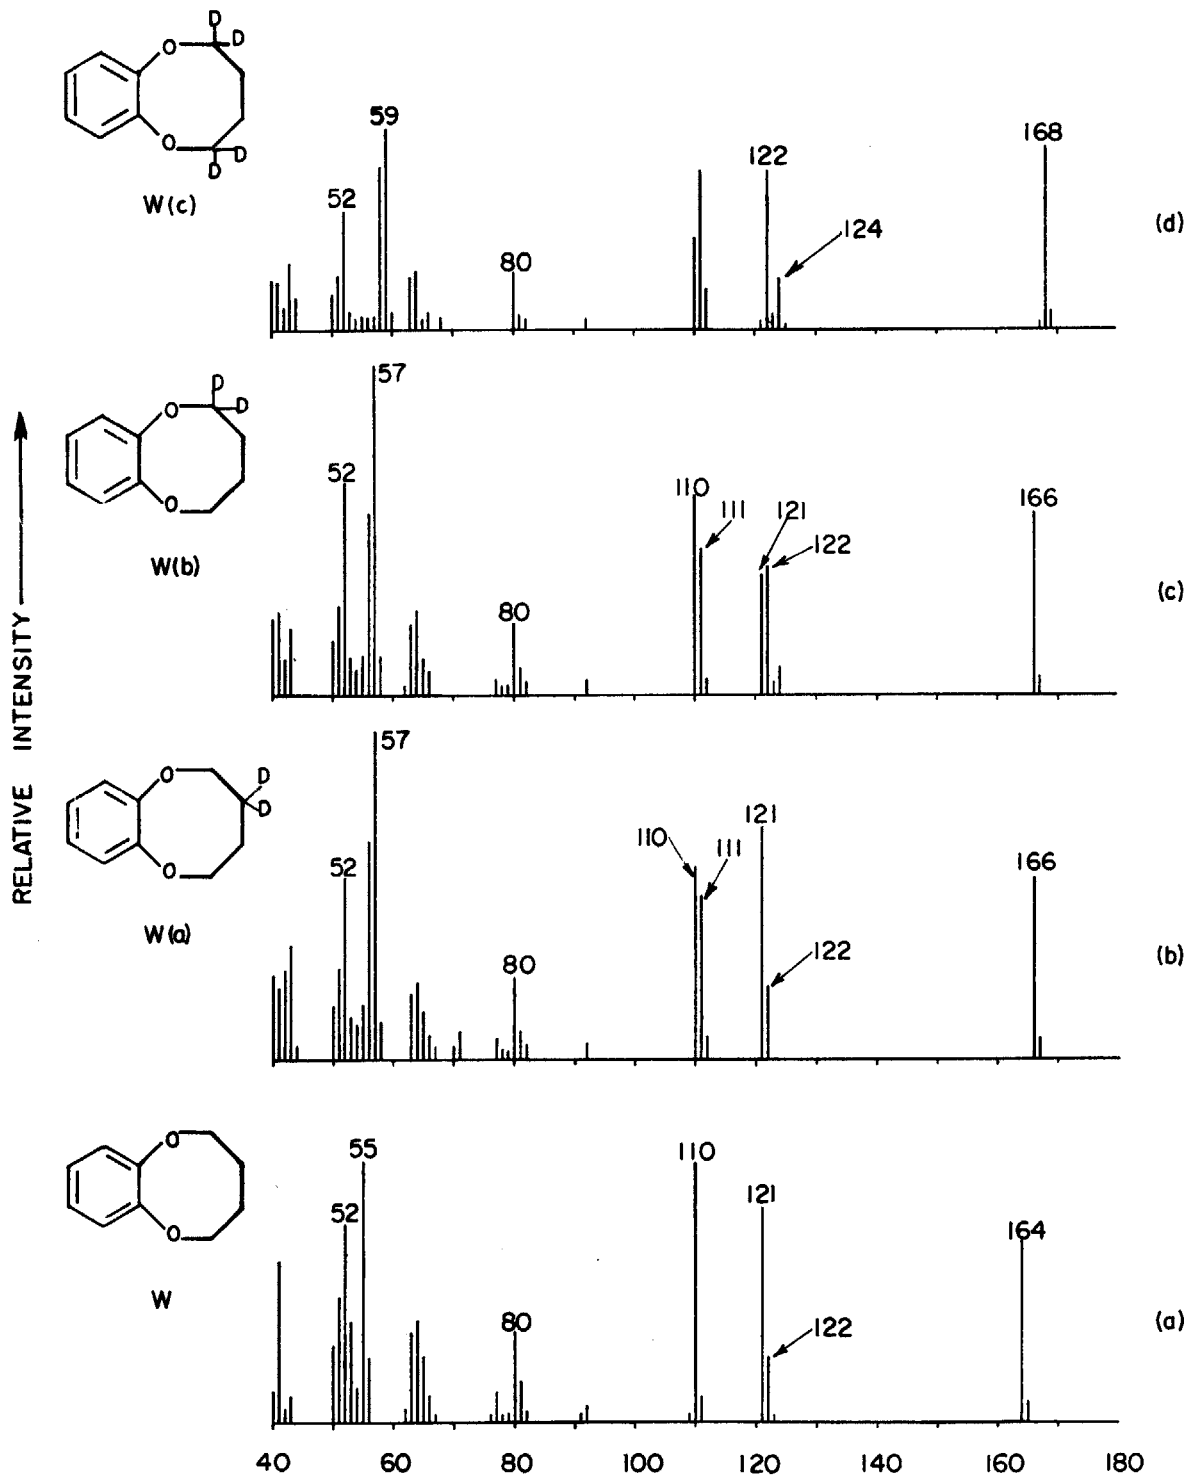 D
D
O
O
D
D
W(c)
59
168
122
52
124
80
(d)
D
D
O
O
W(b)
57
52
110
111
121
122
166
80
(c)
D
D
O
O
W(a)
57
121
110
111
166
52
122
80
(b)
O
O
W
55
110
121
52
164
80
122
(a)
RELATIVE INTENSITY
40 60 80 100 120 140 160 180